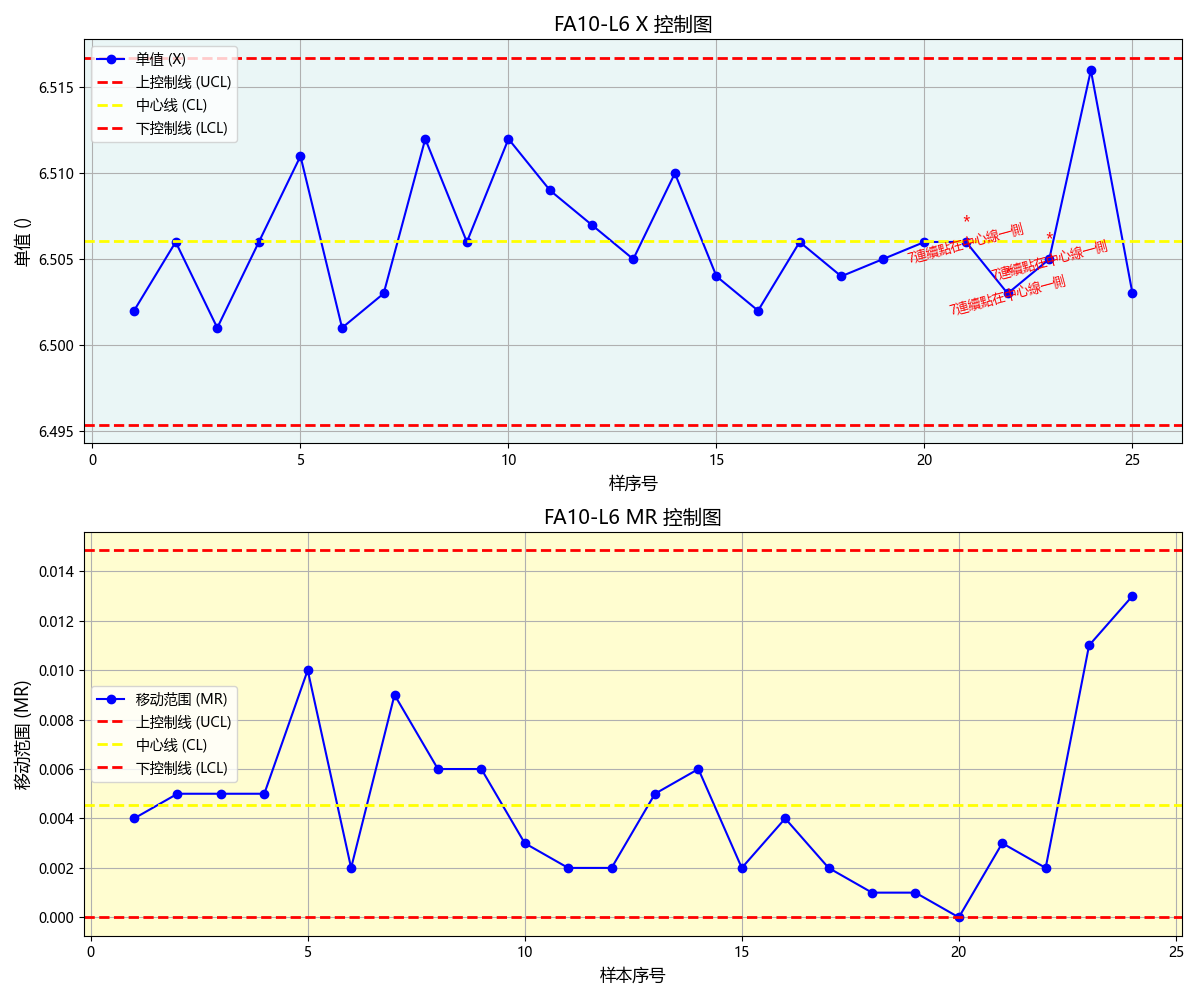 FA10-L6 X 控制图
单值 (X)
上控制线 (UCL)
中心线 (CL)
下控制线 (LCL)
单值 ()
6.515
6.510
6.505
6.500
6.495
*
7連續點在中心線一側
*
7連續點在中心線一側
*
7連續點在中心線一側
0 5 10 15 20 25
样序号
FA10-L6 MR 控制图
移动范围 (MR)
上控制线 (UCL)
中心线 (CL)
下控制线 (LCL)
移动范围 (MR)
0.014
0.012
0.010
0.008
0.006
0.004
0.002
0.000
0 5 10 15 20 25
样本序号